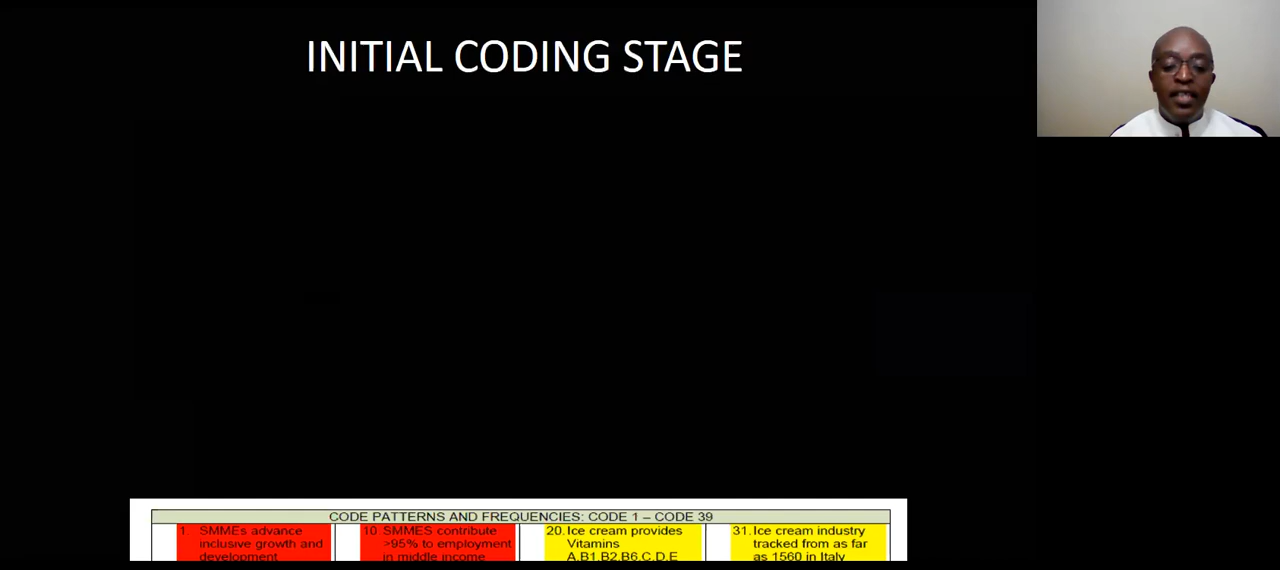 INITIAL CODING STAGE
CODE PATTERNS AND FREQUENCIES: CODE 1 – CODE 39
1. SMMEs advance
inclusive growth and
development
10. SMMES contribute
>95% to employment
in middle income
20. Ice cream provides
Vitamins
A,B1,B2,B6,C,D,E
31. Ice cream industry
tracked from as far
as 1560 in Italy